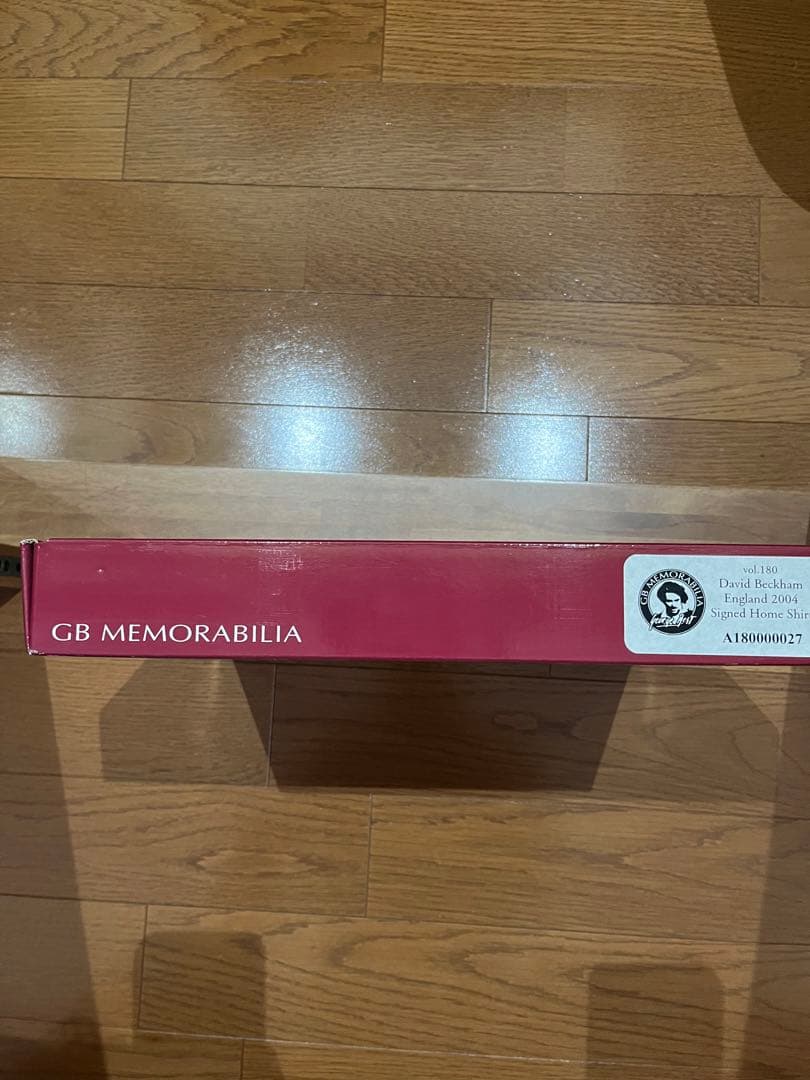 GB MEMORABILIA
GB MEMORABILIA
vol.180
David Beckham
England 2004
Signed Home Shir
A180000027